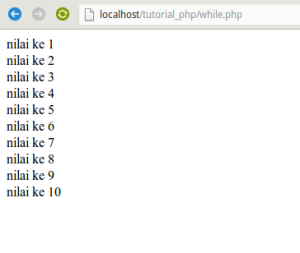 localhost/tutorial_php/while.php
nilai ke 1
nilai ke 2
nilai ke 3
nilai ke 4
nilai ke 5
nilai ke 6
nilai ke 7
nilai ke 8
nilai ke 9
nilai ke 10